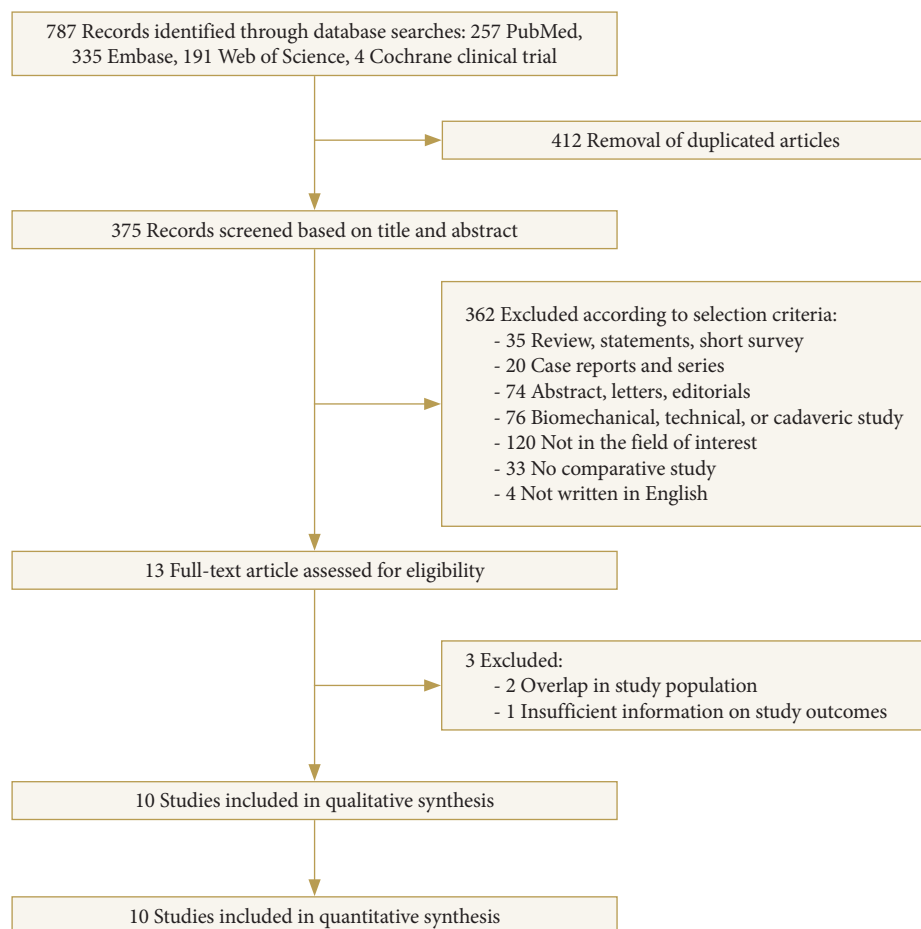 787 Records identified through database searches: 257 PubMed,
335 Embase, 191 Web of Science, 4 Cochrane clinical trial
412 Removal of duplicated articles
375 Records screened based on title and abstract
362 Excluded according to selection criteria:
- 35 Review, statements, short survey
- 20 Case reports and series
- 74 Abstract, letters, editorials
- 76 Biomechanical, technical, or cadaveric study
- 120 Not in the field of interest
- 33 No comparative study
- 4 Not written in English
13 Full-text article assessed for eligibility
3 Excluded:
- 2 Overlap in study population
- 1 Insufficient information on study outcomes
10 Studies included in qualitative synthesis
10 Studies included in quantitative synthesis